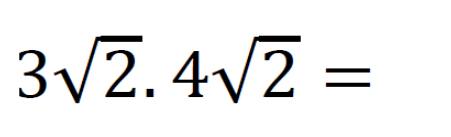 3√2. 4√2 =